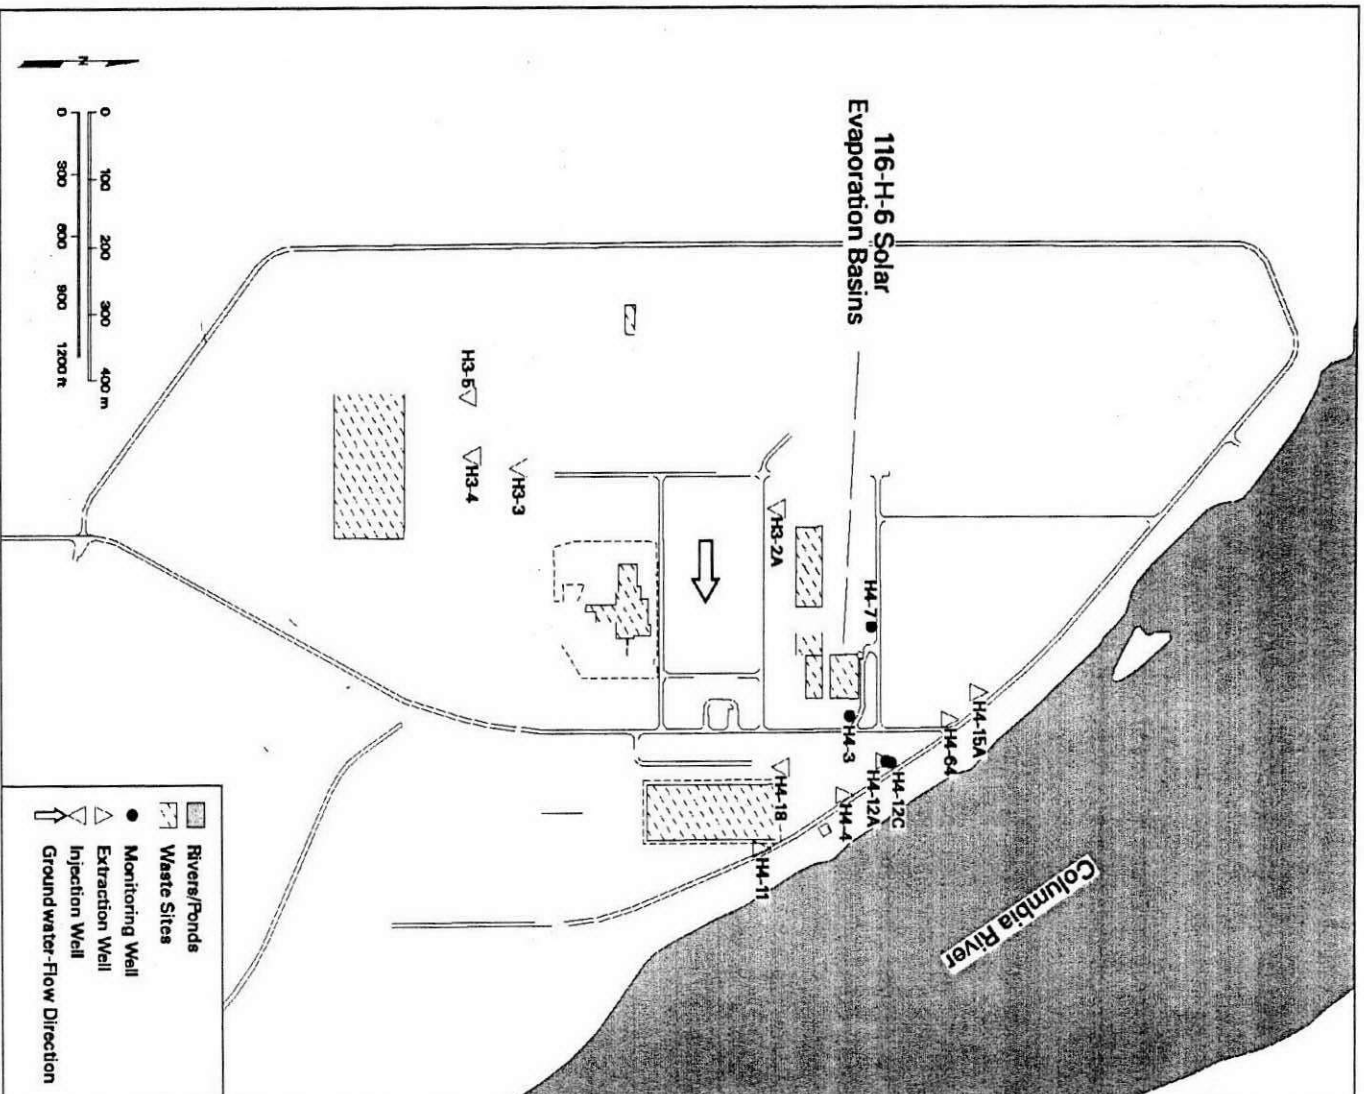 116-H-6 Solar
Evaporation Basins
H4-7
H4-15A
H4-64
H4-3
H4-12C
H4-12A
H4-4
H4-18
H4-11
H3-2A
H3-3
H3-4
H3-5
Columbia River
N
0 100 200 300 400 m
0 300 600 900 1200 ft
Rivers/Ponds
Waste Sites
Monitoring Well
Extraction Well
Injection Well
Groundwater-Flow Direction